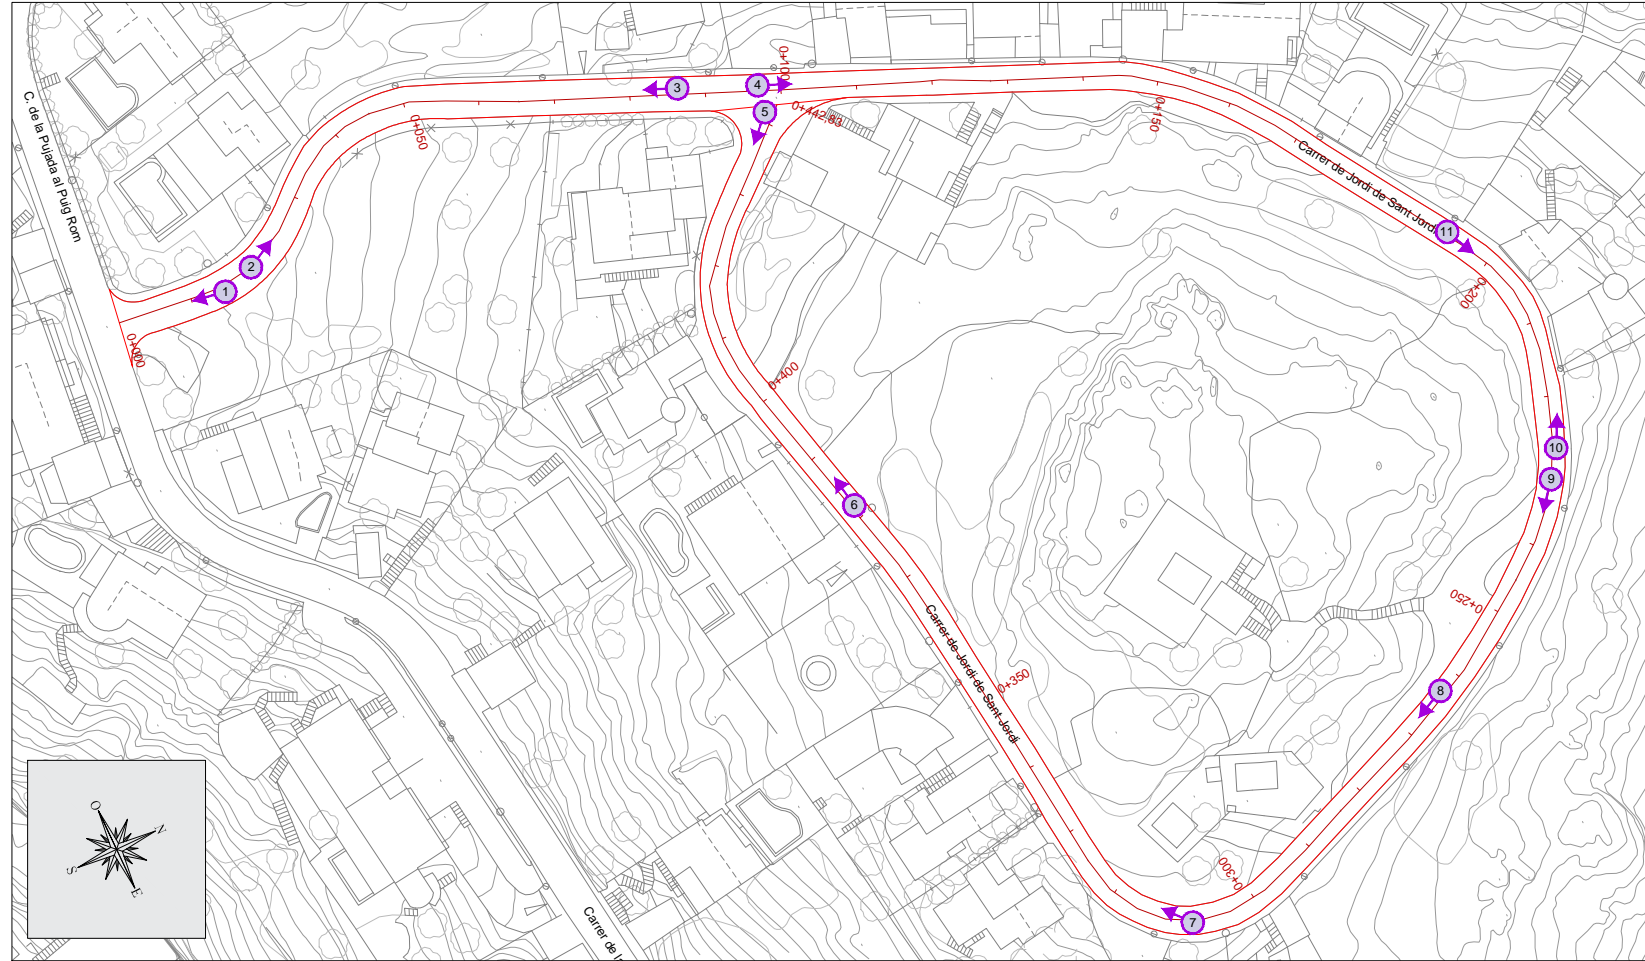 C. de la Pujada al Puig Rom
3
4
0+100
5
0+442.83
0+050
0+150
Carrer de Jordi de Sant Jordi
11
2
1
0+200
0+000
0+400
10
9
6
0+250
Carrer de Jordi de Sant Jordi
0+350
8
0+300
7
O
N
S
E
Carrer de